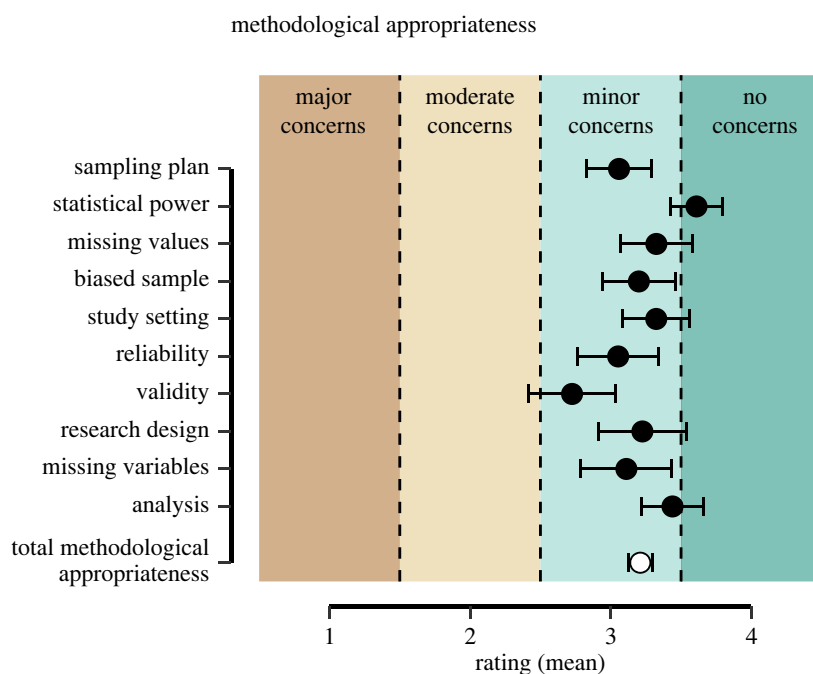 methodological appropriateness
major
concerns
moderate
concerns
minor
concerns
no
concerns
sampling plan
statistical power
missing values
biased sample
study setting
reliability
validity
research design
missing variables
analysis
total methodological
appropriateness
1 2 3 4
rating (mean)